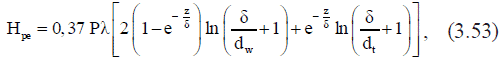 H_pe = 0,37 Pλ[2(1−e^(−z/δ))ln(δ/d_w+1)+e^(−z/δ)ln(δ/d_t+1)], (3.53)